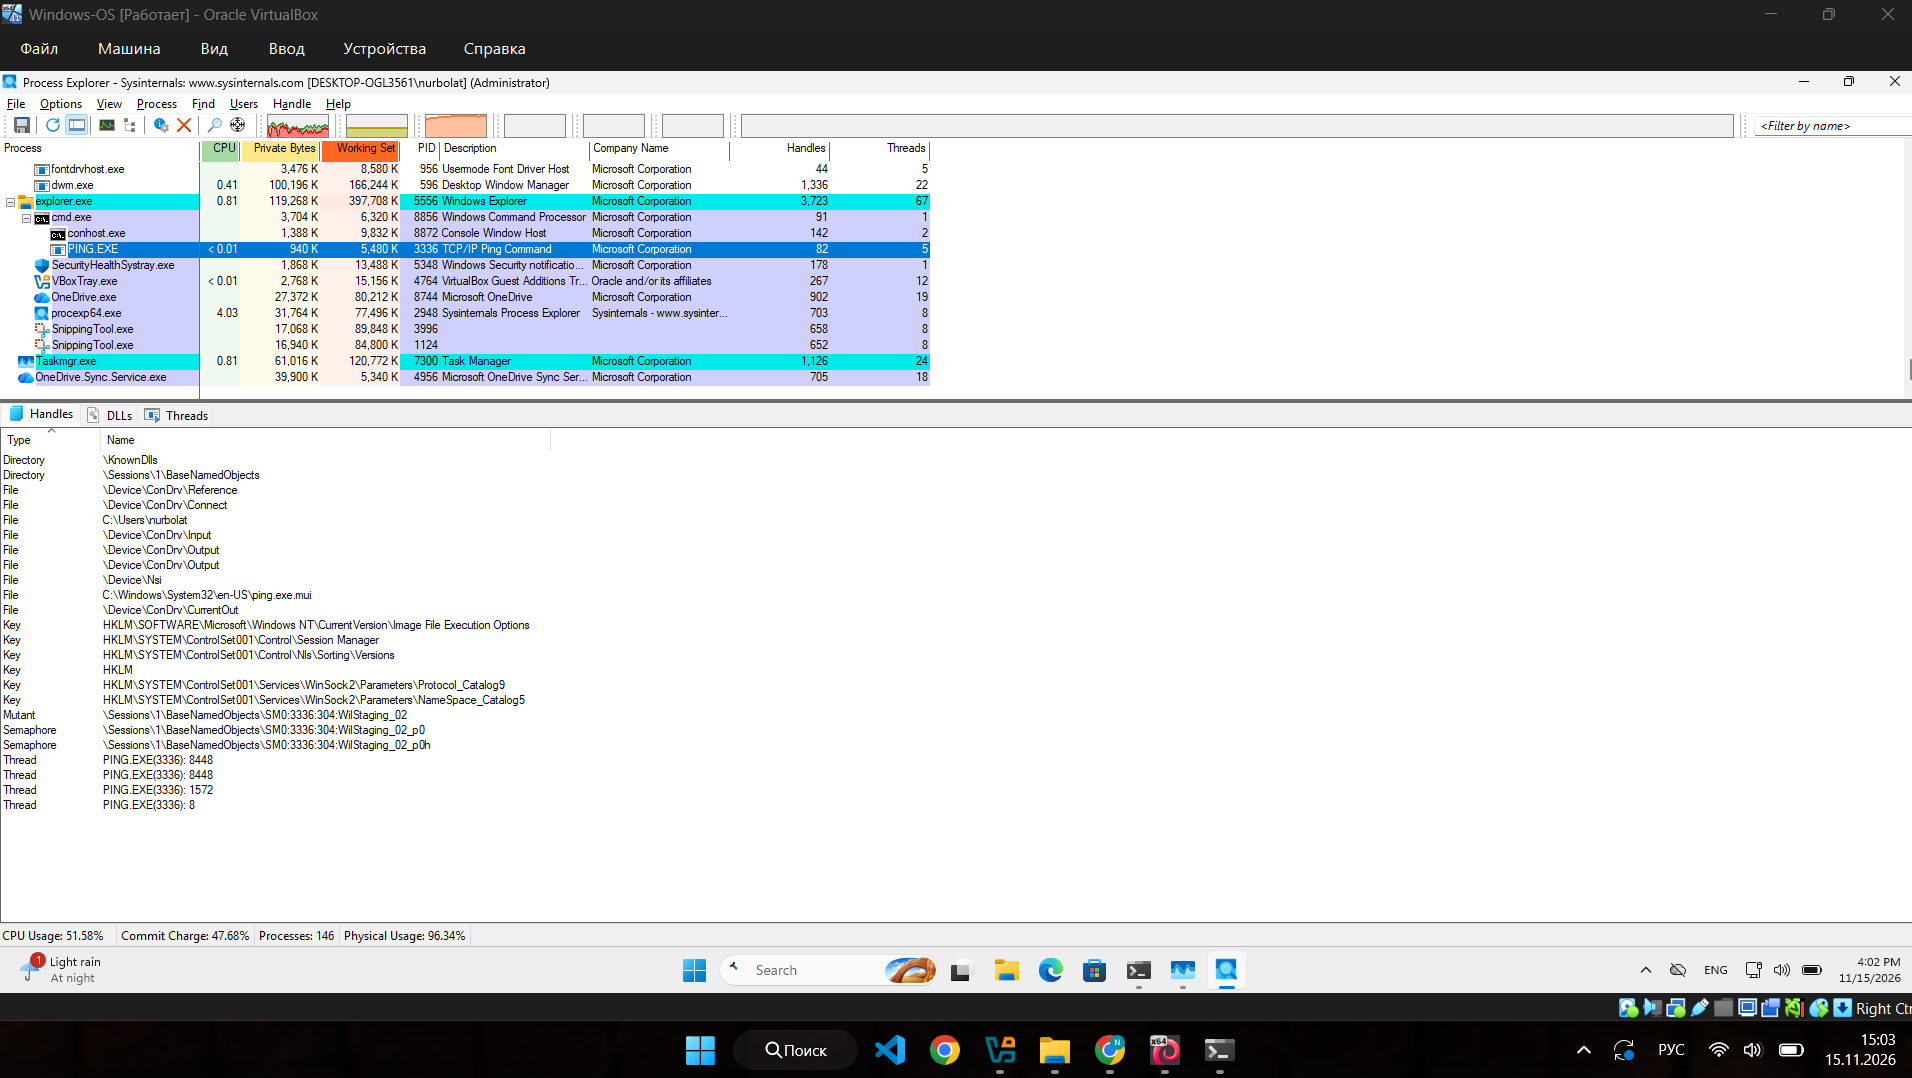 Windows-OS [Работает] - Oracle VirtualBox
Файл Машина Вид Ввод Устройства Справка
Process Explorer - Sysinternals: www.sysinternals.com [DESKTOP-OGL3561\nurbolat] (Administrator)
File Options View Process Find Users Handle Help
<Filter by name>
Process CPU Private Bytes Working Set PID Description Company Name Handles Threads
fontdrvhost.exe 3,476 K 8,580 K 956 Usermode Font Driver Host Microsoft Corporation 44 5
dwm.exe 0.41 100,196 K 166,244 K 596 Desktop Window Manager Microsoft Corporation 1,336 22
explorer.exe 0.81 119,268 K 397,708 K 5556 Windows Explorer Microsoft Corporation 3,723 67
cmd.exe 3,704 K 6,320 K 8856 Windows Command Processor Microsoft Corporation 91 1
conhost.exe 1,388 K 9,832 K 8872 Console Window Host Microsoft Corporation 142 2
PING.EXE < 0.01 940 K 5,480 K 3336 TCP/IP Ping Command Microsoft Corporation 82 5
SecurityHealthSystray.exe 1,868 K 13,488 K 5348 Windows Security notificatio... Microsoft Corporation 178 1
VBoxTray.exe < 0.01 2,768 K 15,156 K 4764 VirtualBox Guest Additions Tr... Oracle and/or its affiliates 267 12
OneDrive.exe 27,372 K 80,212 K 8744 Microsoft OneDrive Microsoft Corporation 902 19
procexp64.exe 4.03 31,764 K 77,496 K 2948 Sysinternals Process Explorer Sysinternals - www.sysinter... 703 8
SnippingTool.exe 17,068 K 89,848 K 3996 658 8
SnippingTool.exe 16,940 K 84,800 K 1124 652 8
Taskmgr.exe 0.81 61,016 K 120,772 K 7300 Task Manager Microsoft Corporation 1,126 24
OneDrive.Sync.Service.exe 39,900 K 5,340 K 4956 Microsoft OneDrive Sync Ser... Microsoft Corporation 705 18
Handles DLLs Threads
Type Name
Directory \KnownDlls
Directory \Sessions\1\BaseNamedObjects
File \Device\ConDrv\Reference
File \Device\ConDrv\Connect
File C:\Users\nurbolat
File \Device\ConDrv\Input
File \Device\ConDrv\Output
File \Device\ConDrv\Output
File \Device\Nsi
File C:\Windows\System32\en-US\ping.exe.mui
File \Device\ConDrv\CurrentOut
Key HKLM\SOFTWARE\Microsoft\Windows NT\CurrentVersion\Image File Execution Options
Key HKLM\SYSTEM\ControlSet001\Control\Session Manager
Key HKLM\SYSTEM\ControlSet001\Control\Nls\Sorting\Versions
Key HKLM
Key HKLM\SYSTEM\ControlSet001\Services\WinSock2\Parameters\Protocol_Catalog9
Key HKLM\SYSTEM\ControlSet001\Services\WinSock2\Parameters\NameSpace_Catalog5
Mutant \Sessions\1\BaseNamedObjects\SM0:3336:304:WilStaging_02
Semaphore \Sessions\1\BaseNamedObjects\SM0:3336:304:WilStaging_02_p0
Semaphore \Sessions\1\BaseNamedObjects\SM0:3336:304:WilStaging_02_p0h
Thread PING.EXE(3336): 8448
Thread PING.EXE(3336): 8448
Thread PING.EXE(3336): 1572
Thread PING.EXE(3336): 8
CPU Usage: 51.58% Commit Charge: 47.68% Processes: 146 Physical Usage: 96.34%
1 Light rain
At night
Search
ENG
4:02 PM
11/15/2026
Right Ctr
Поиск
РУС
15:03
15.11.2026